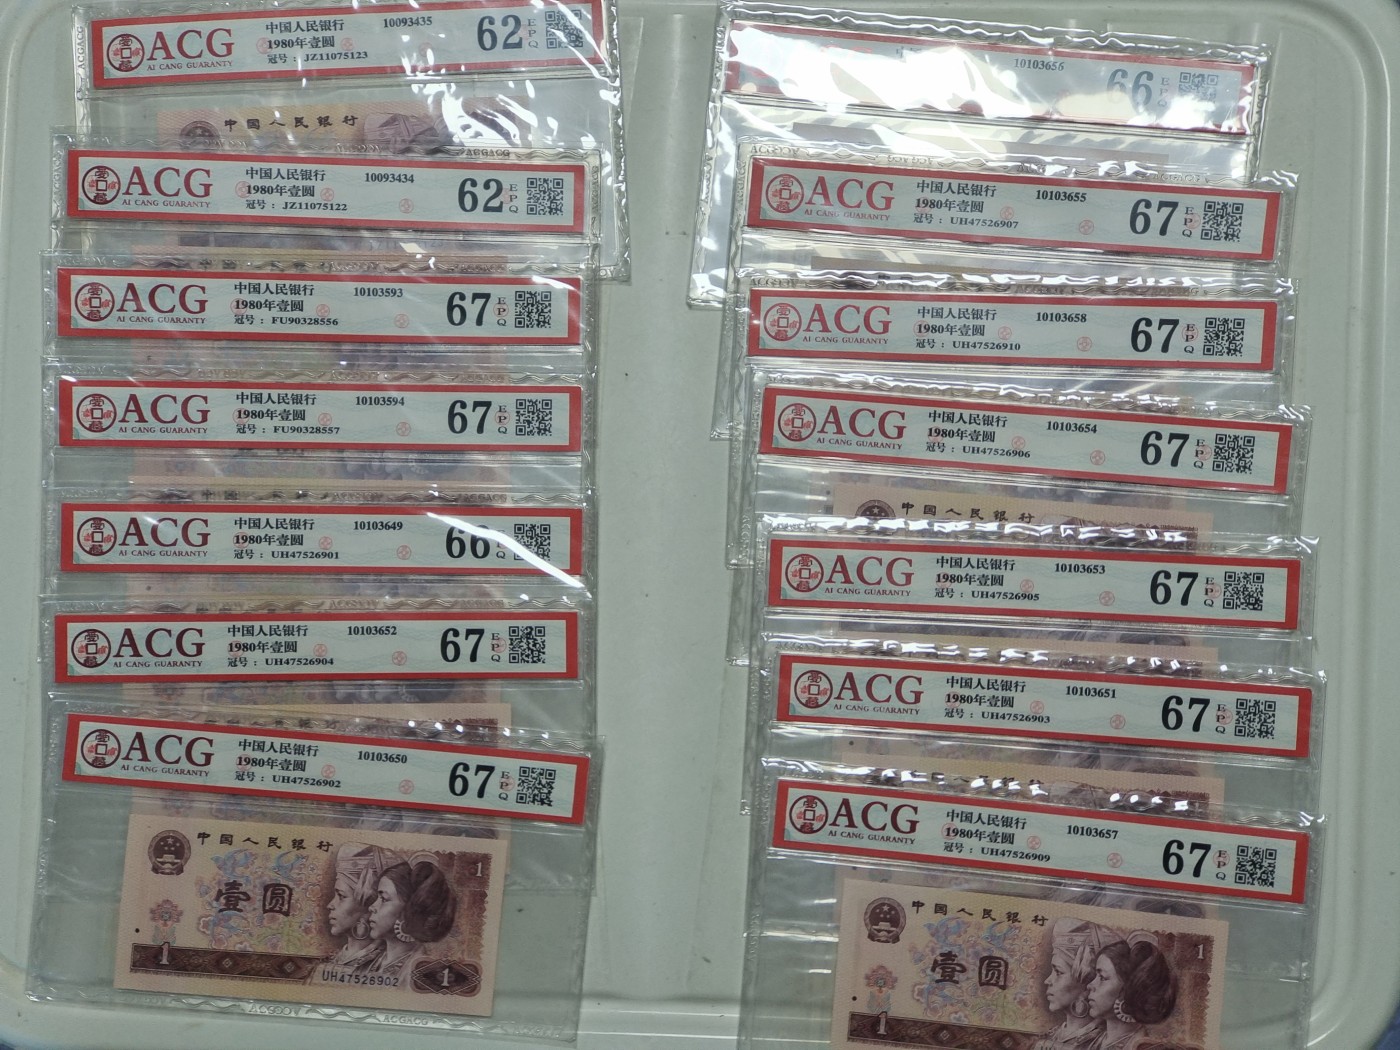 ACG
AI CANG GUARANTY
中国人民银行
1980年壹圆
冠号：JZ11075123
10093435
62
EPQ
中国人民银行
ACG
AI CANG GUARANTY
中国人民银行
1980年壹圆
冠号：JZ11075122
10093434
62
EPQ
ACG
AI CANG GUARANTY
中国人民银行
1980年壹圆
冠号：FU90328556
10103593
67
EPQ
ACG
AI CANG GUARANTY
中国人民银行
1980年壹圆
冠号：FU90328557
10103594
67
EPQ
ACG
AI CANG GUARANTY
中国人民银行
1980年壹圆
冠号：UH47526901
10103649
66
ACG
AI CANG GUARANTY
中国人民银行
1980年壹圆
冠号：UH47526904
10103652
67
EPQ
ACG
AI CANG GUARANTY
中国人民银行
1980年壹圆
冠号：UH47526902
10103650
67
EPQ
中国人民银行
1
壹圆
1
UH47526902
1
ACGACG
10103656
66
ACG
AI CANG GUARANTY
中国人民银行
1980年壹圆
冠号：UH47526907
10103655
67
EPQ
ACG
AI CANG GUARANTY
中国人民银行
1980年壹圆
冠号：UH47526910
10103658
67
EPQ
ACG
AI CANG GUARANTY
中国人民银行
1980年壹圆
冠号：UH47526906
10103654
67
EPQ
中国人民银行
ACG
AI CANG GUARANTY
中国人民银行
1980年壹圆
冠号：UH47526905
10103653
67
EPQ
ACG
AI CANG GUARANTY
中国人民银行
1980年壹圆
冠号：UH47526903
10103651
67
EPQ
ACG
AI CANG GUARANTY
中国人民银行
1980年壹圆
冠号：UH47526909
10103657
67
EPQ
中国人民银行
1
壹圆
1